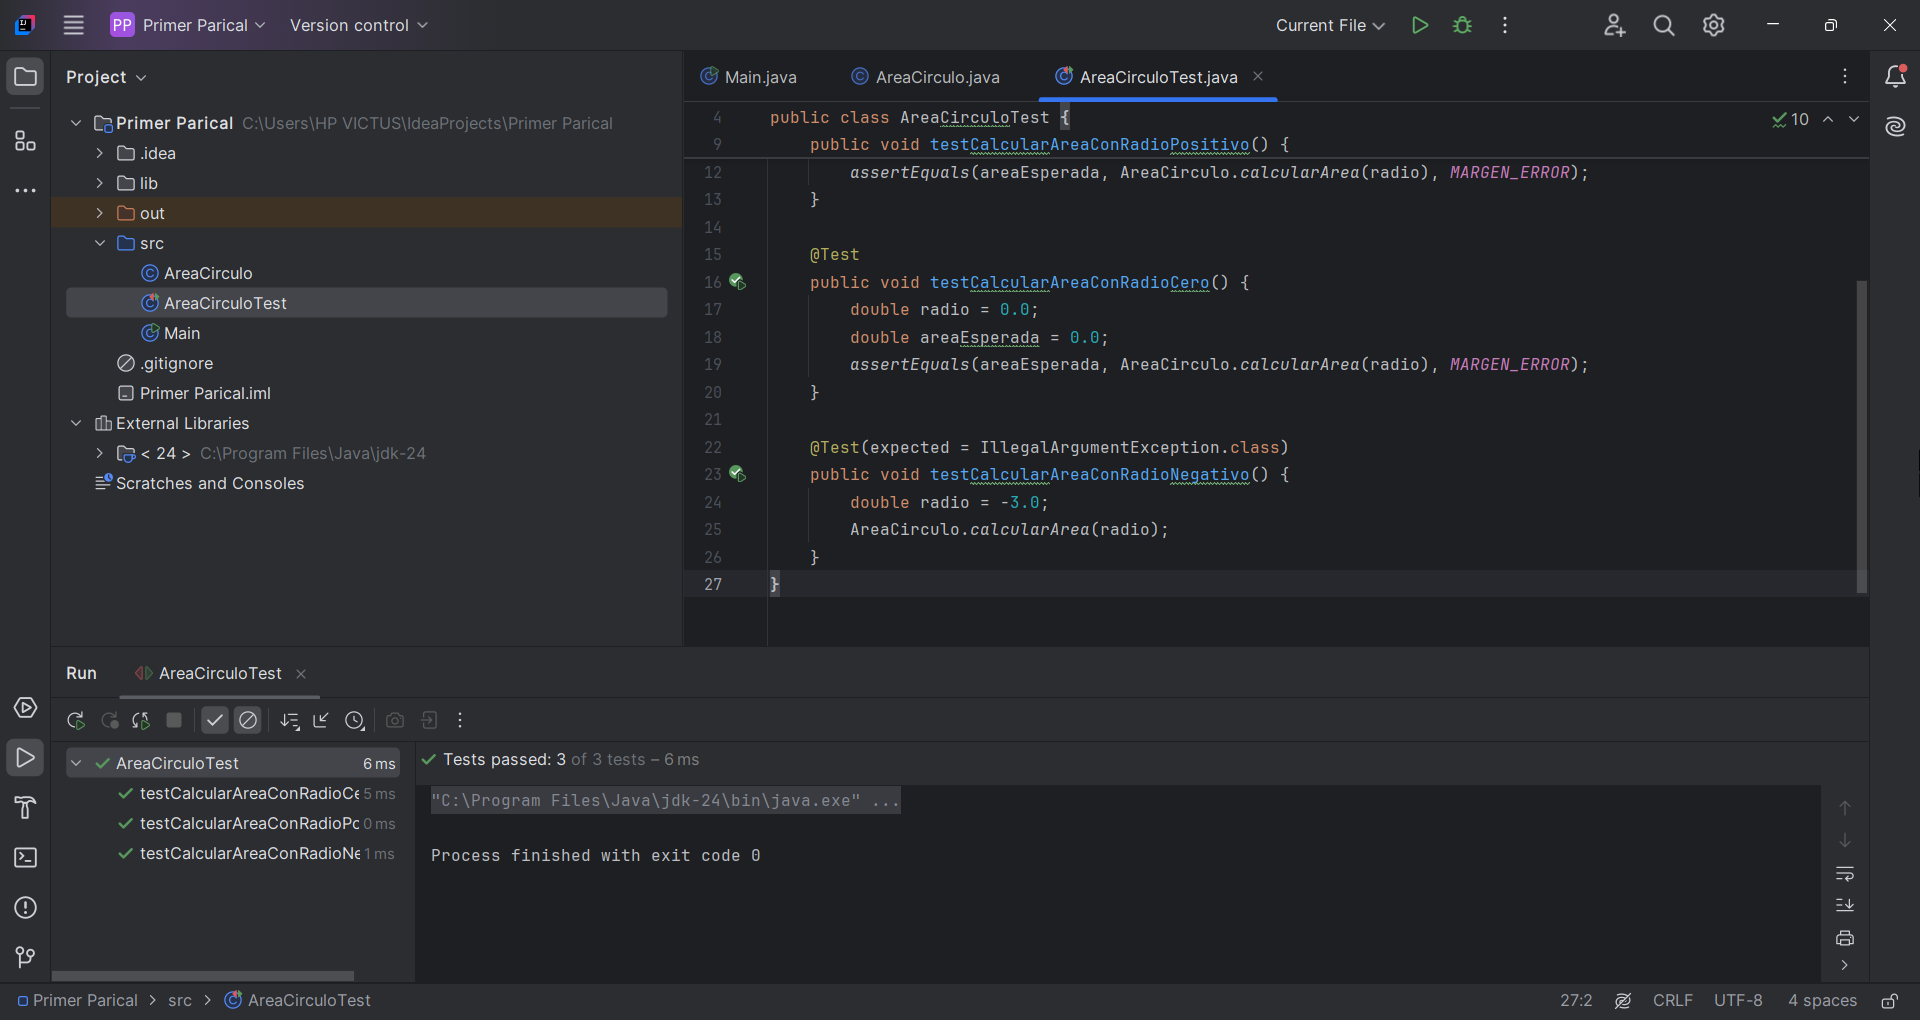 PP Primer Parical Version control Current File
Project
Main.java AreaCirculo.java AreaCirculoTest.java
Primer Parical C:\Users\HP VICTUS\IdeaProjects\Primer Parical
.idea
lib
out
src
AreaCirculo
AreaCirculoTest
Main
.gitignore
Primer Parical.iml
External Libraries
< 24 > C:\Program Files\Java\jdk-24
Scratches and Consoles
10
4 public class AreaCirculoTest {
9 public void testCalcularAreaConRadioPositivo() {
12 assertEquals(areaEsperada, AreaCirculo.calcularArea(radio), MARGEN_ERROR);
13 }
14
15 @Test
16 public void testCalcularAreaConRadioCero() {
17 double radio = 0.0;
18 double areaEsperada = 0.0;
19 assertEquals(areaEsperada, AreaCirculo.calcularArea(radio), MARGEN_ERROR);
20 }
21
22 @Test(expected = IllegalArgumentException.class)
23 public void testCalcularAreaConRadioNegativo() {
24 double radio = -3.0;
25 AreaCirculo.calcularArea(radio);
26 }
27 }
Run AreaCirculoTest
AreaCirculoTest 6 ms
testCalcularAreaConRadioCe 5 ms
testCalcularAreaConRadioPo 0 ms
testCalcularAreaConRadioNe 1 ms
Tests passed: 3 of 3 tests – 6 ms
"C:\Program Files\Java\jdk-24\bin\java.exe" ...
Process finished with exit code 0
Primer Parical > src > AreaCirculoTest
27:2 CRLF UTF-8 4 spaces